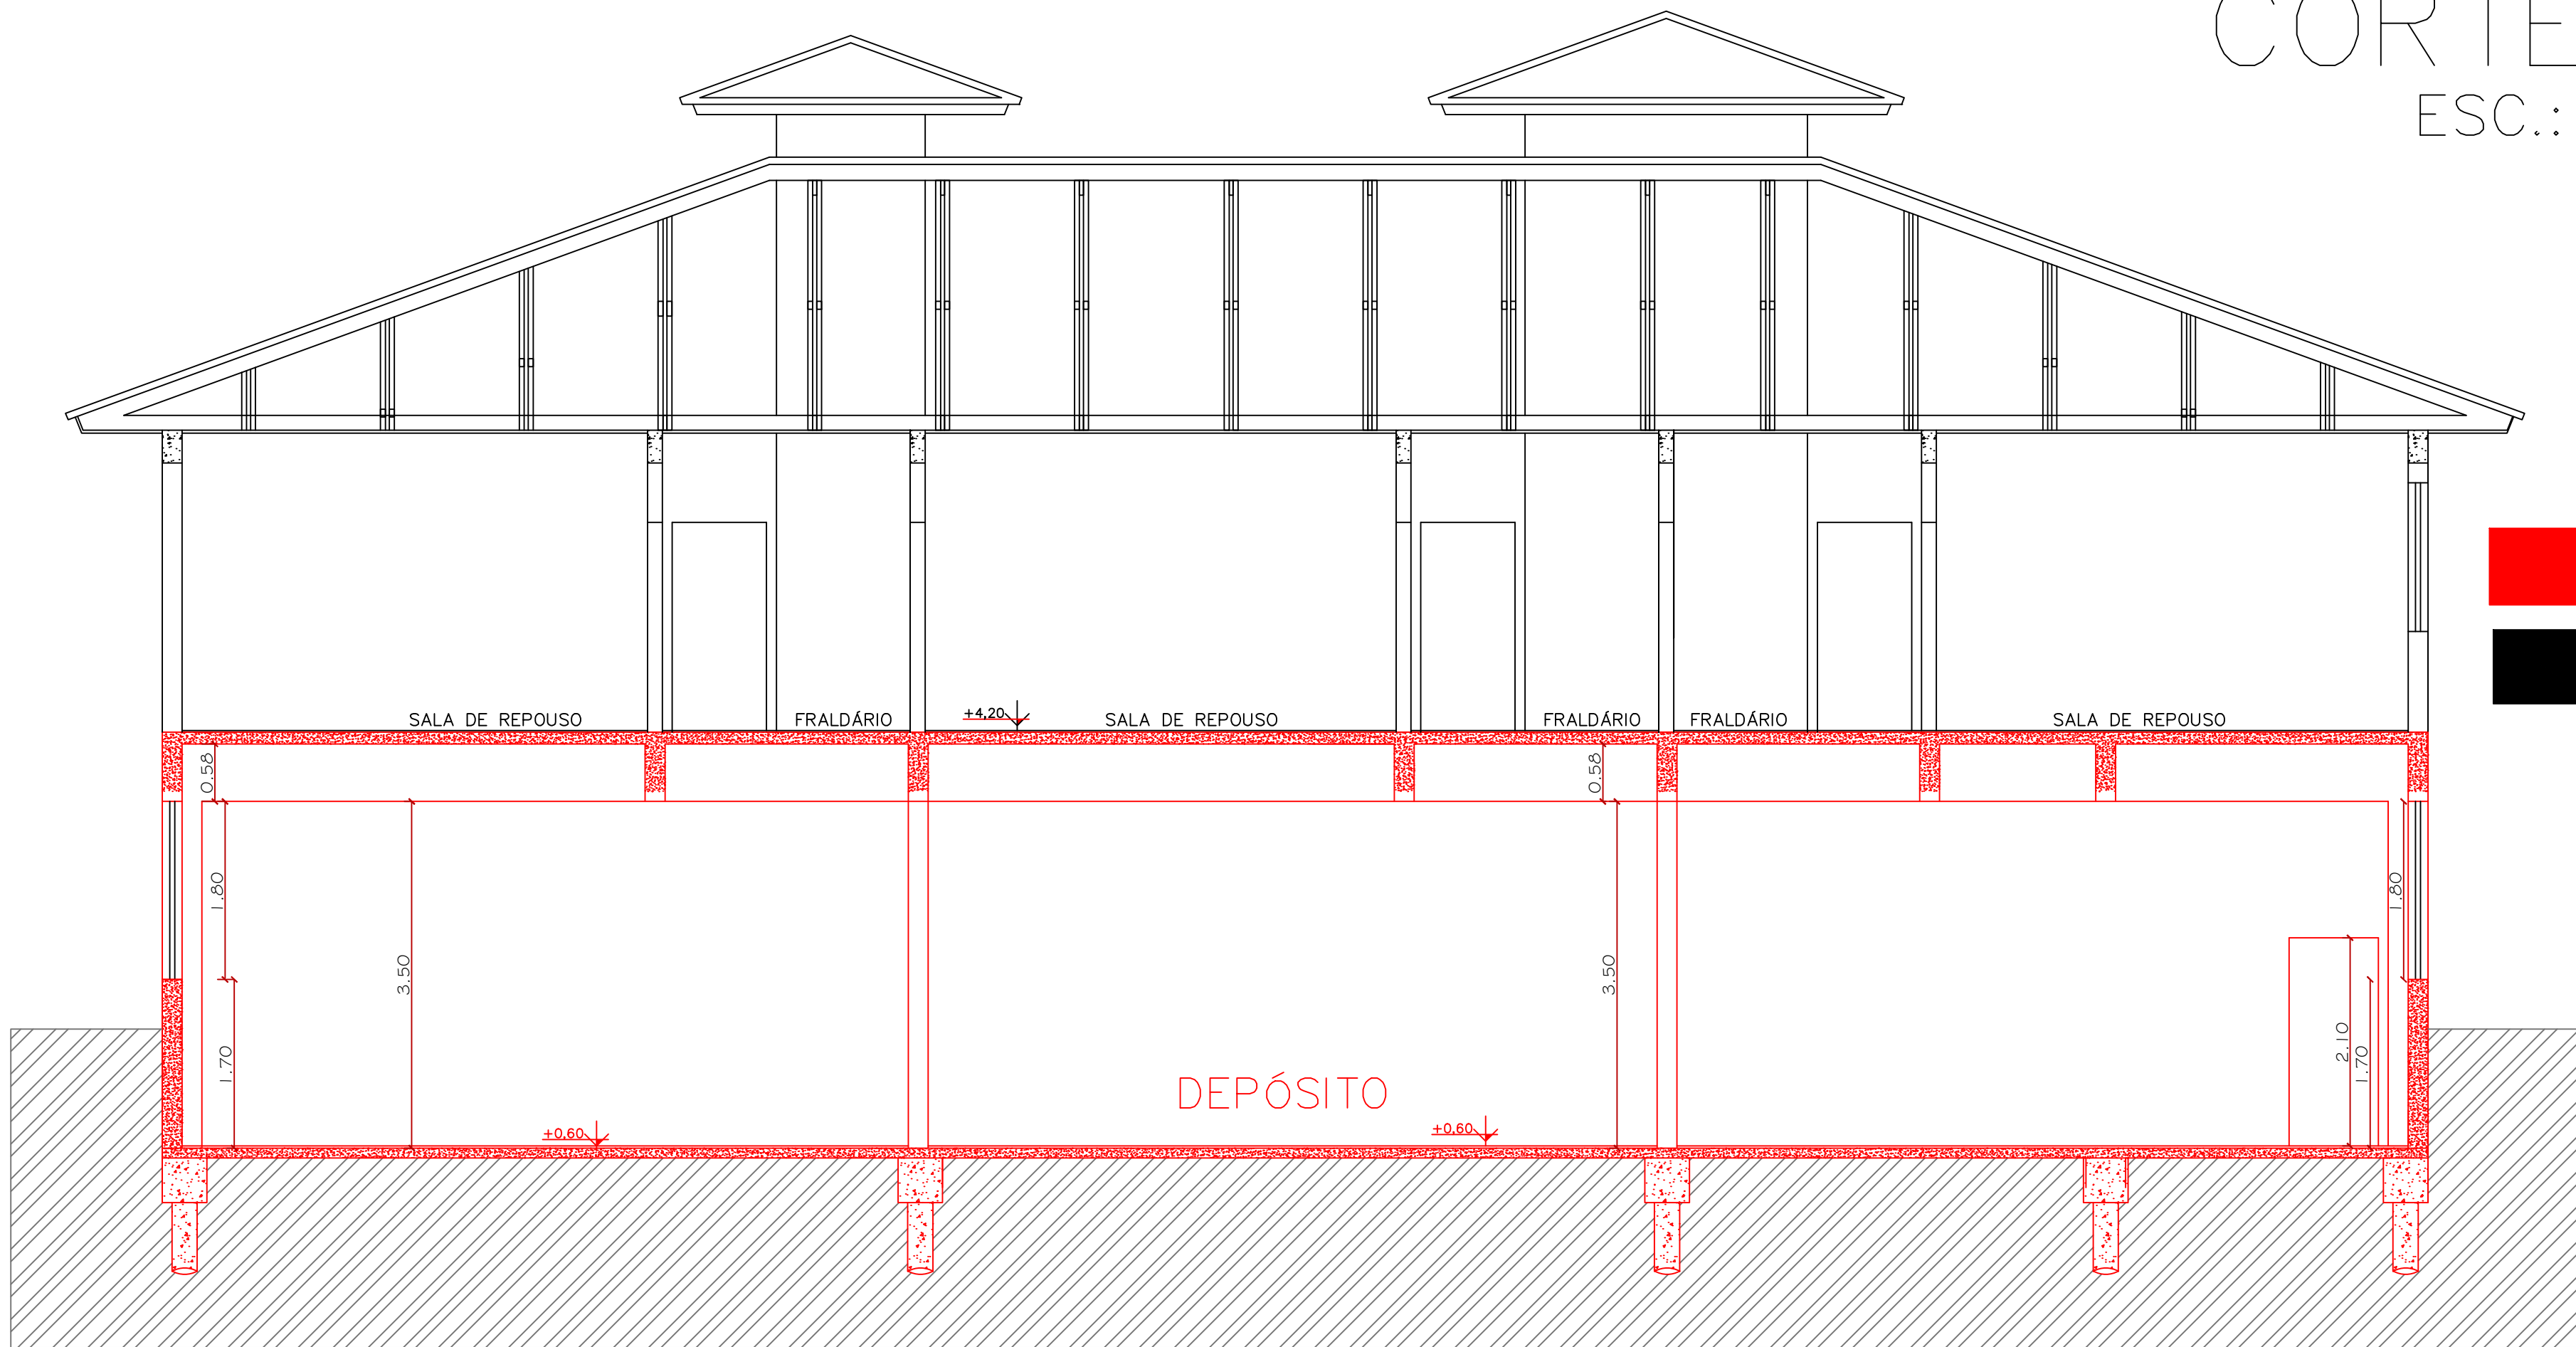 CORTE
ESC.:
SALA DE REPOUSO
FRALDÁRIO
+4,20
SALA DE REPOUSO
FRALDÁRIO
FRALDÁRIO
SALA DE REPOUSO
0.58
0.58
1.80
1.80
3.50
3.50
1.70
2.10
1.70
DEPÓSITO
+0,60
+0,60